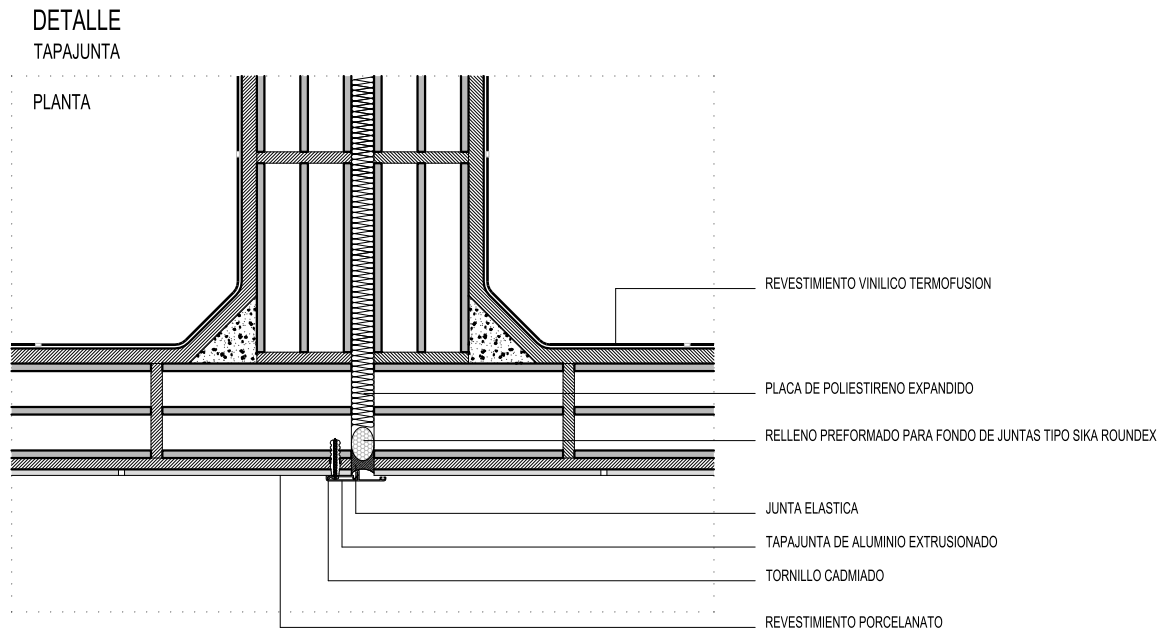 DETALLE
TAPAJUNTA
PLANTA
REVESTIMIENTO VINILICO TERMOFUSION
PLACA DE POLIESTIRENO EXPANDIDO
RELLENO PREFORMADO PARA FONDO DE JUNTAS TIPO SIKA ROUNDEX
JUNTA ELASTICA
TAPAJUNTA DE ALUMINIO EXTRUSIONADO
TORNILLO CADMIADO
REVESTIMIENTO PORCELANATO